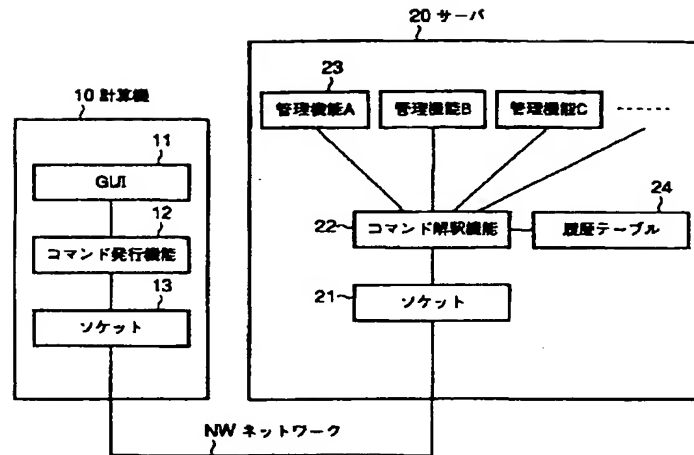 20 サーバ
23
管理機能A
管理機能B
管理機能C
10 計算機
11
GUI
12
コマンド発行機能
13
ソケット
22
コマンド解釈機能
24
履歴テーブル
21
ソケット
NW ネットワーク